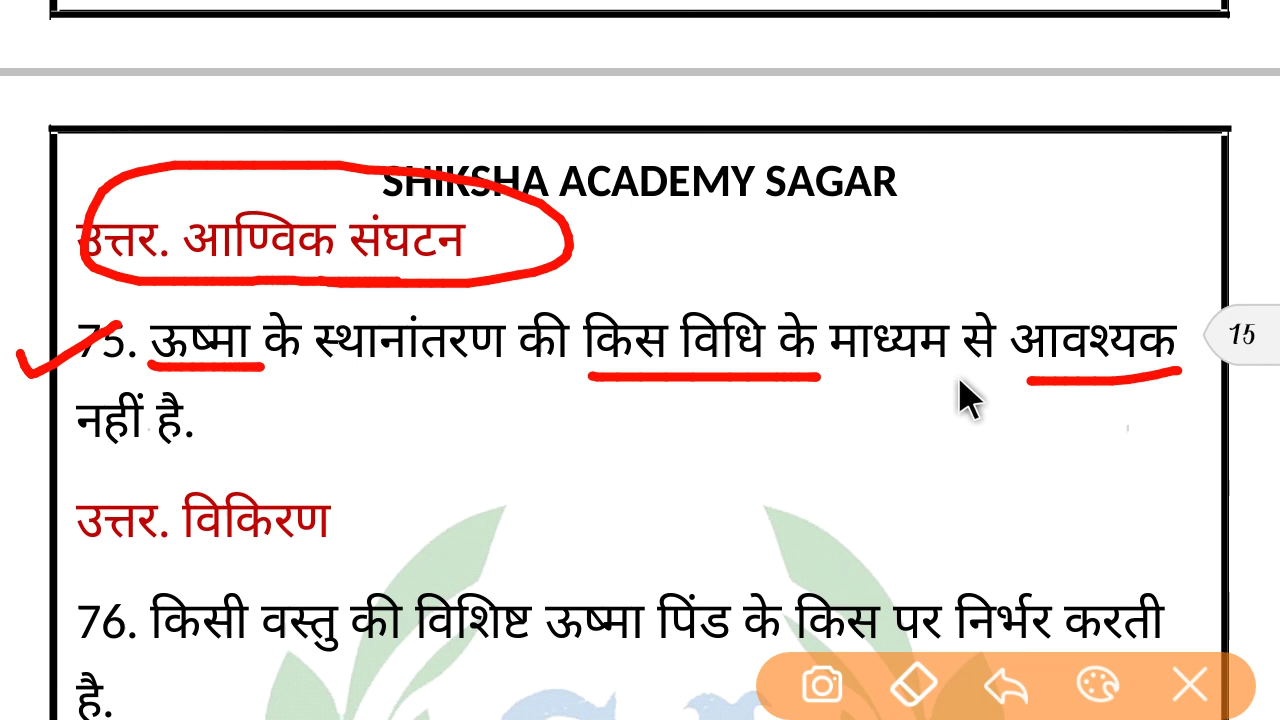 SHIKSHA ACADEMY SAGAR
उत्तर. आण्विक संघटन
75. ऊष्मा के स्थानांतरण की किस विधि के माध्यम से आवश्यक
नहीं है.
15
उत्तर. विकिरण
76. किसी वस्तु की विशिष्ट ऊष्मा पिंड के किस पर निर्भर करती
है.